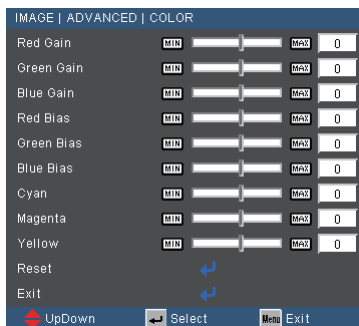 IMAGE | ADVANCED | COLOR
Red Gain MIN MAX 0
Green Gain MIN MAX 0
Blue Gain MIN MAX 0
Red Bias MIN MAX 0
Green Bias MIN MAX 0
Blue Bias MIN MAX 0
Cyan MIN MAX 0
Magenta MIN MAX 0
Yellow MIN MAX 0
Reset
Exit
UpDown Select Menu Exit